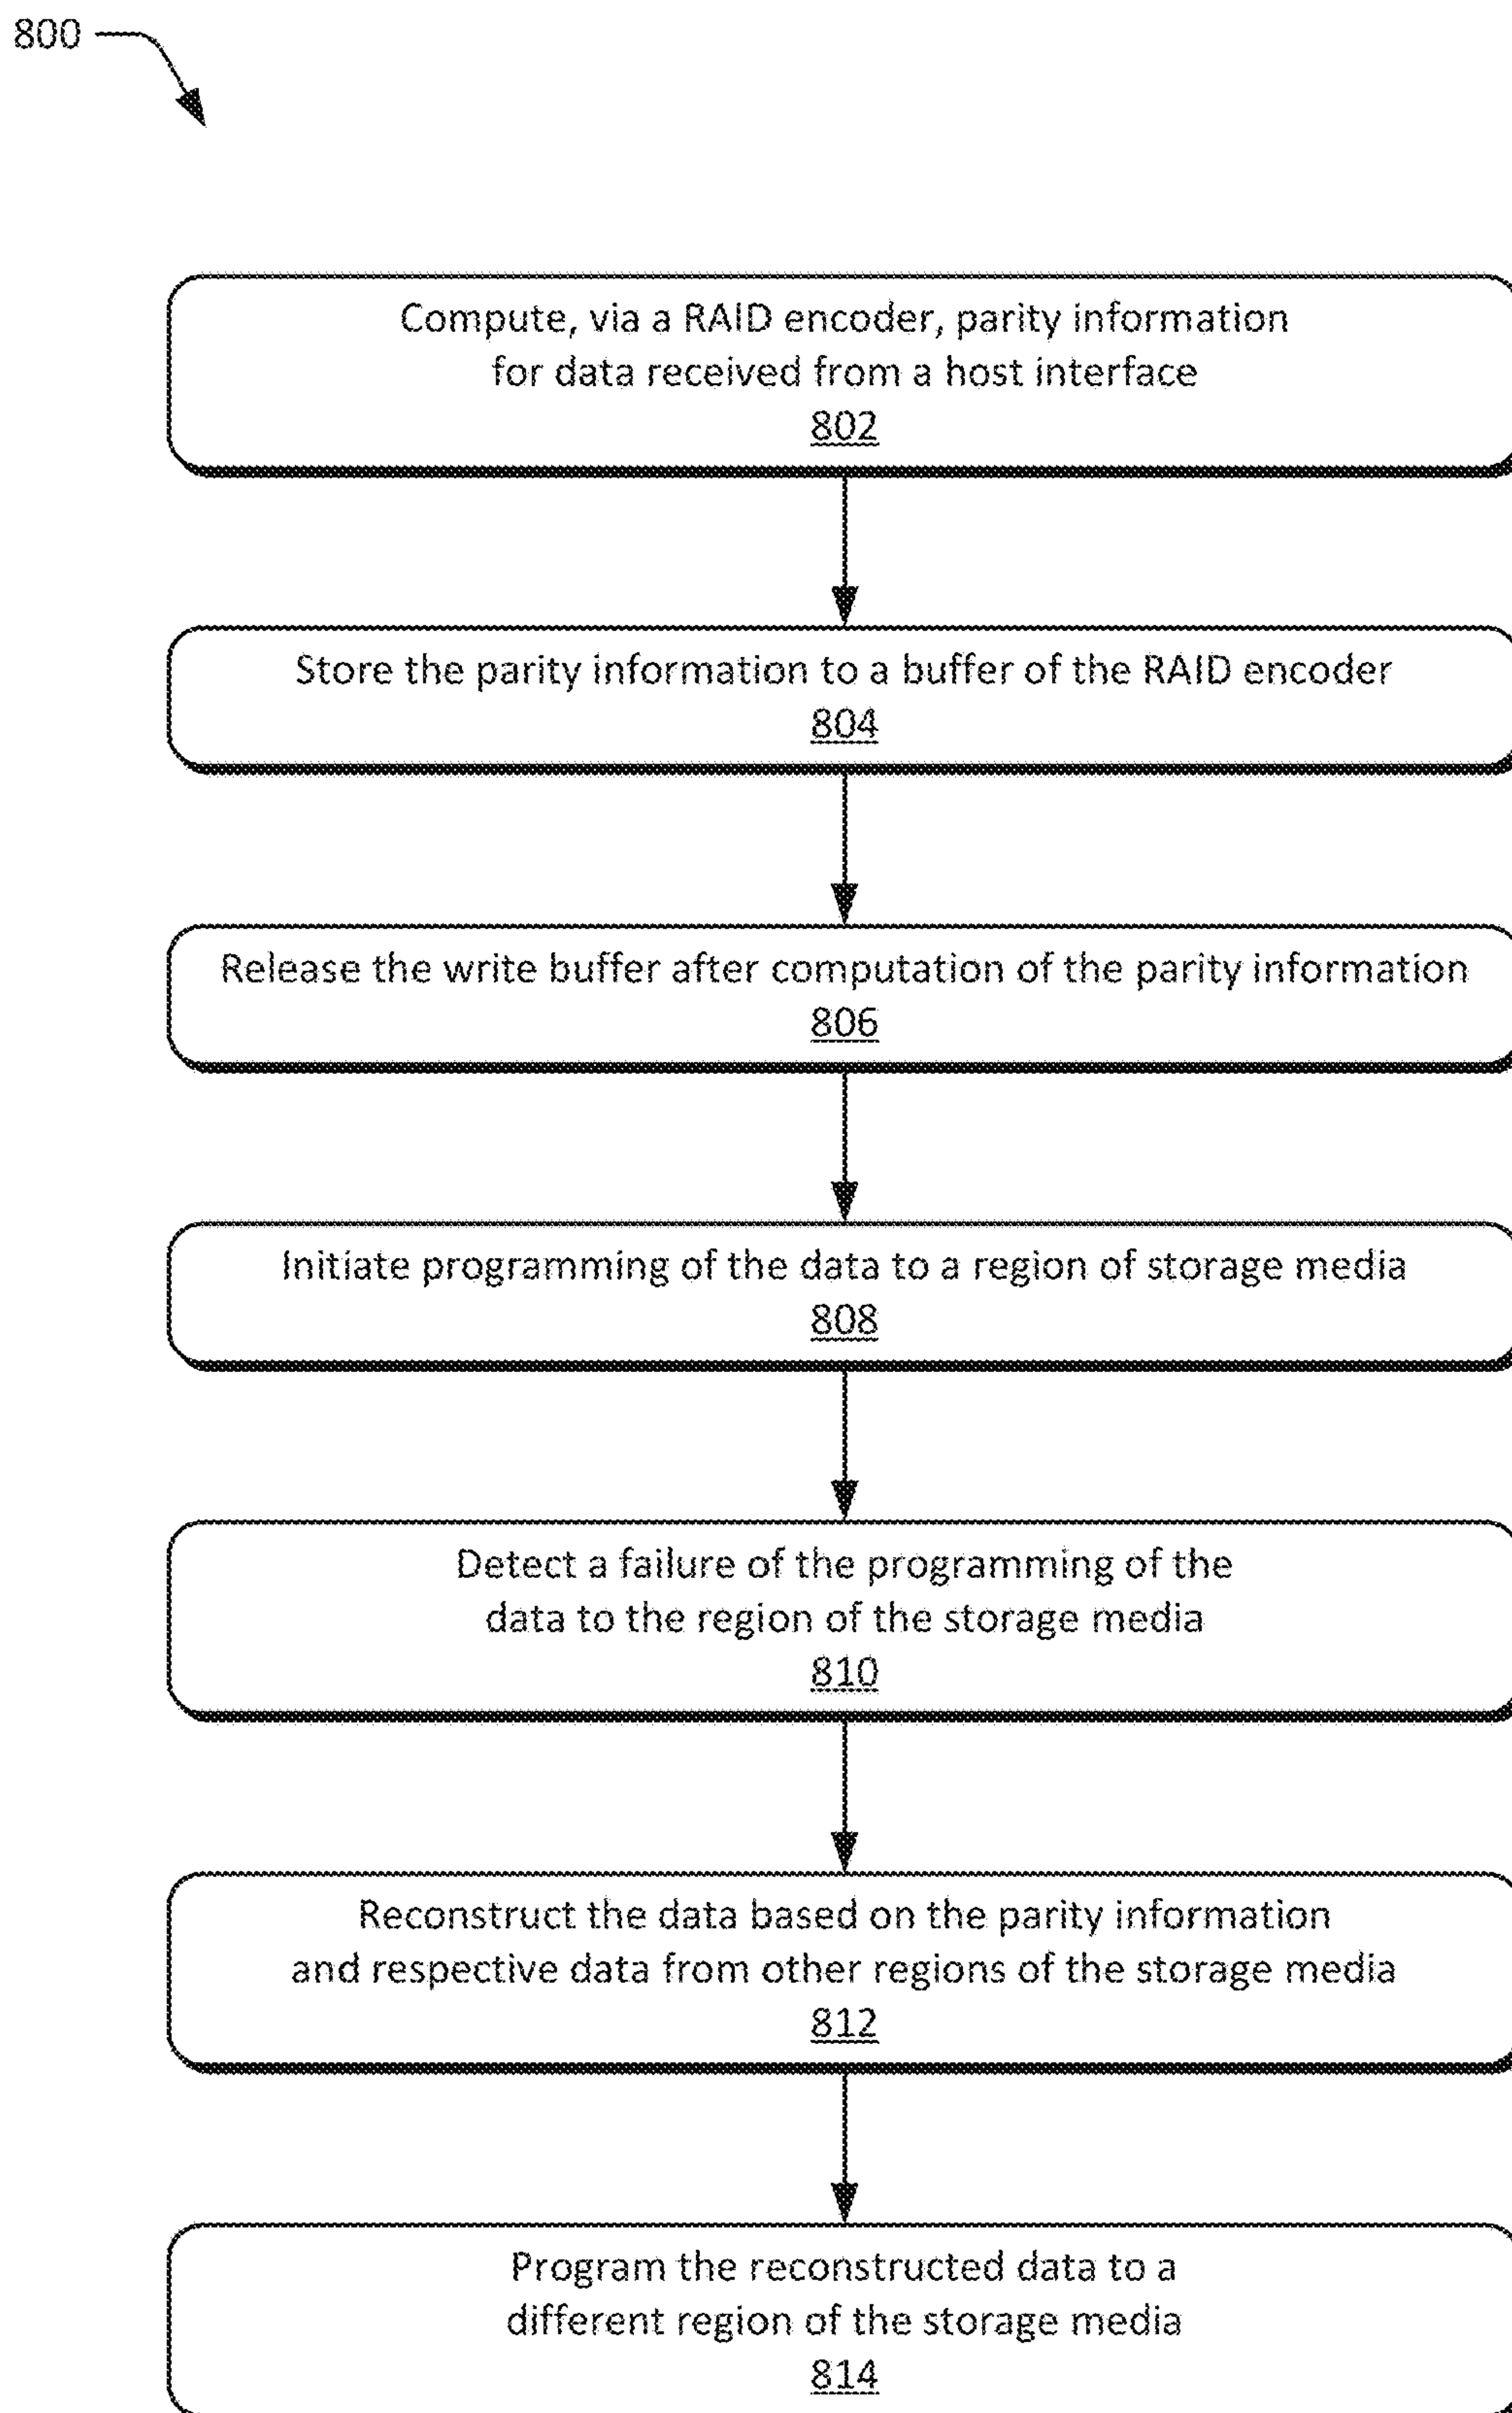 800
Compute, via a RAID encoder, parity information
for data received from a host interface
802
Store the parity information to a buffer of the RAID encoder
804
Release the write buffer after computation of the parity information
806
Initiate programming of the data to a region of storage media
808
Detect a failure of the programming of the
data to the region of the storage media
810
Reconstruct the data based on the parity information
and respective data from other regions of the storage media
812
Program the reconstructed data to a
different region of the storage media
814